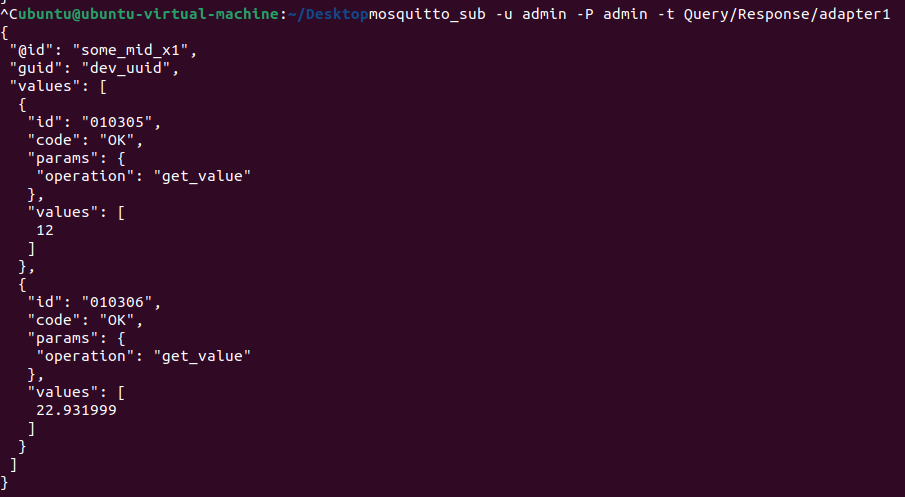 ^Cubuntu@ubuntu-virtual-machine:~/Desktopmosquitto_sub -u admin -P admin -t Query/Response/adapter1
{
 "@id": "some_mid_x1",
 "guid": "dev_uuid",
 "values": [
  {
   "id": "010305",
   "code": "OK",
   "params": {
    "operation": "get_value"
   },
   "values": [
    12
   ]
  },
  {
   "id": "010306",
   "code": "OK",
   "params": {
    "operation": "get_value"
   },
   "values": [
    22.931999
   ]
  }
 ]
}